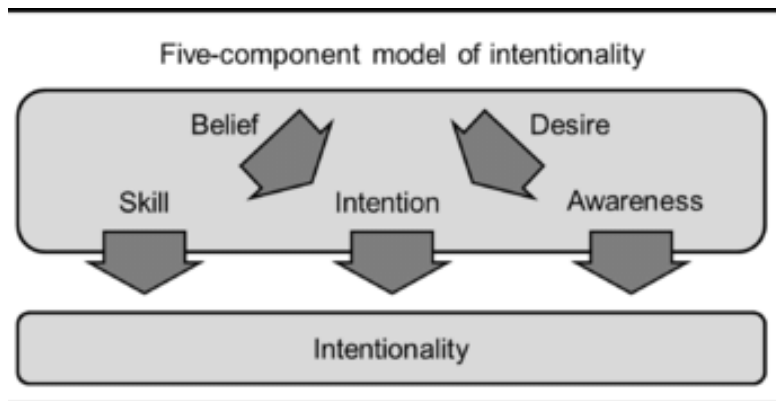 Five-component model of intentionality
Belief Desire
Skill Intention Awareness
Intentionality